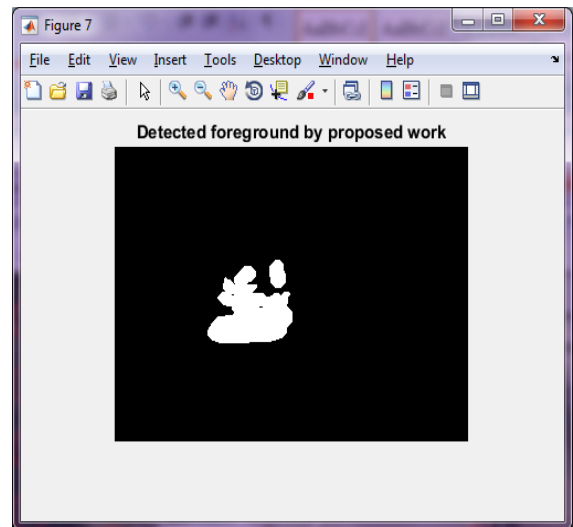 Figure 7
File Edit View Insert Tools Desktop Window Help
Detected foreground by proposed work